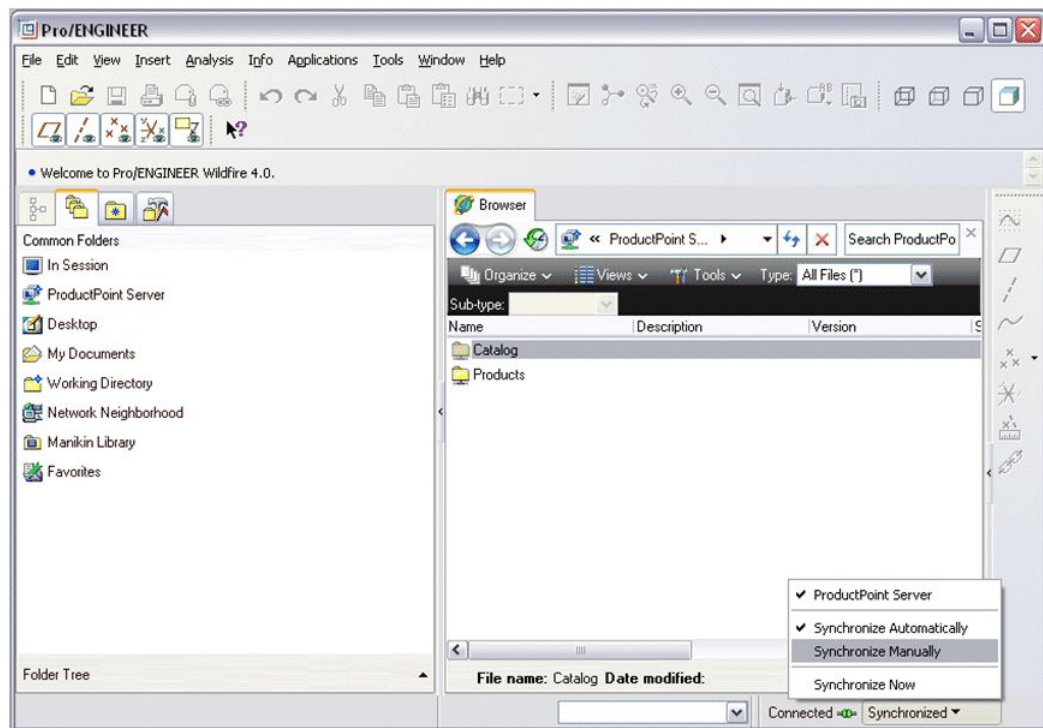 Pro/ENGINEER
File Edit View Insert Analysis Info Applications Tools Window Help
Welcome to Pro/ENGINEER Wildfire 4.0.
Common Folders
In Session
ProductPoint Server
Desktop
My Documents
Working Directory
Network Neighborhood
Manikin Library
Favorites
Folder Tree
Browser
« ProductPoint S... Search ProductPo
Organize Views Tools Type: All Files (*)
Sub-type:
Name Description Version S
Catalog
Products
ProductPoint Server
Synchronize Automatically
Synchronize Manually
Synchronize Now
File name: Catalog Date modified:
Connected Synchronized